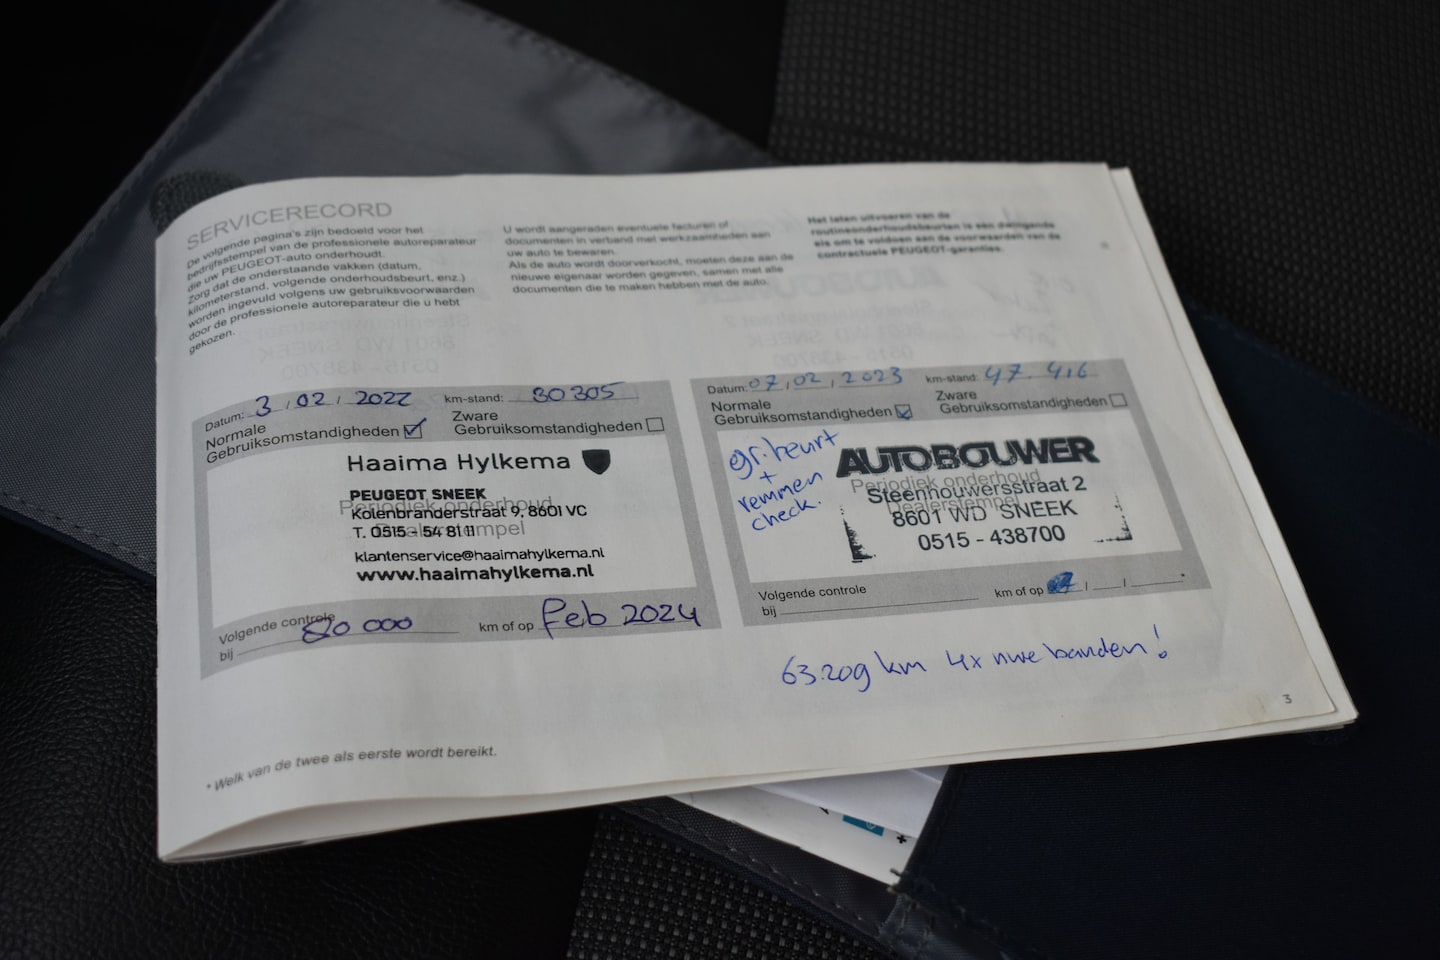 SERVICERECORD
De volgende pagina's zijn bedoeld voor het
bedrijfsstempel van de professionele autoreparateur
die uw PEUGEOT-auto onderhoudt.
Zorg dat de onderstaande vakken (datum,
kilometerstand, volgende onderhoudsbeurt, enz.)
worden ingevuld volgens uw gebruiksvoorwaarden
door de professionele autoreparateur die u hebt
gekozen.
U wordt aangeraden eventuele facturen of
documenten in verband met werkzaamheden aan
uw auto te bewaren.
Als de auto wordt doorverkocht, moeten deze aan de
nieuwe eigenaar worden gegeven, samen met alle
documenten die te maken hebben met de auto.
Het laten uitvoeren van de
routineonderhoudsbeurten is een dwingende
eis om te voldoen aan de voorwaarden van de
contractuele PEUGEOT-garanties.
Datum: 3, 02, 2022 km-stand: 30305
Normale
Gebruiksomstandigheden
Zware
Gebruiksomstandigheden
Haaima Hylkema
PEUGEOT SNEEK
Periodiek onderhoud
Kolenbranderstraat 9, 8601 VC
Dealerstempel
T. 0515 - 54 81 11
klantenservice@haaimahylkema.nl
www.haaimahylkema.nl
Volgende controle
bij 000 km of op feb 2024
Datum: 07, 02, 2023 km-stand: 47.416
Normale
Gebruiksomstandigheden
Zware
Gebruiksomstandigheden
gr. beurt
+
remmen
check.
AUTOBOUWER
Periodiek onderhoud
Steenhouwersstraat 2
Dealerstempel
8601 WD SNEEK
0515 - 438700
Volgende controle
bij km of op / / *
63.209 km 4x nwe banden!
3
* Welk van de twee als eerste wordt bereikt.